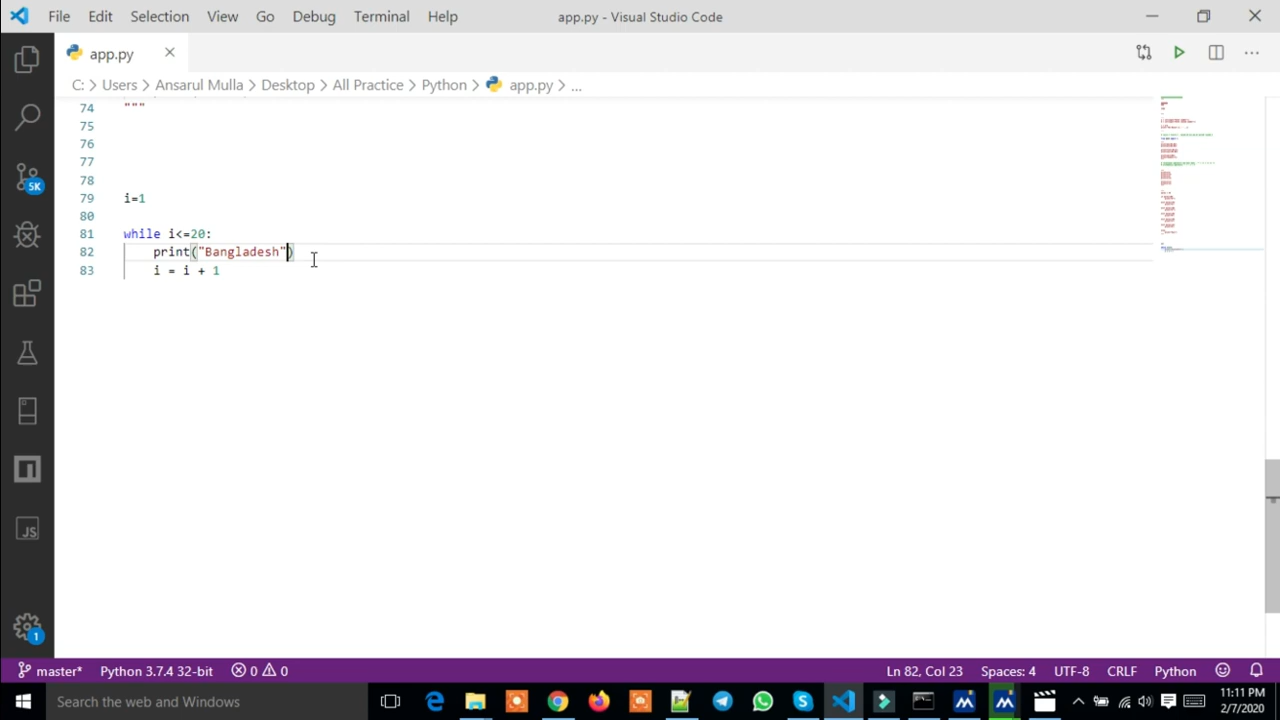 File Edit Selection View Go Debug Terminal Help app.py - Visual Studio Code
app.py
C: > Users > Ansarul Mulla > Desktop > All Practice > Python > app.py > ...
74 """
75
76
77
78
79 i=1
80
81 while i<=20:
82 print("Bangladesh")
83 i = i + 1
5K
JS
1
master* Python 3.7.4 32-bit 0 0 Ln 82, Col 23 Spaces: 4 UTF-8 CRLF Python
Search the web and Windows
11:11 PM
2/7/2020